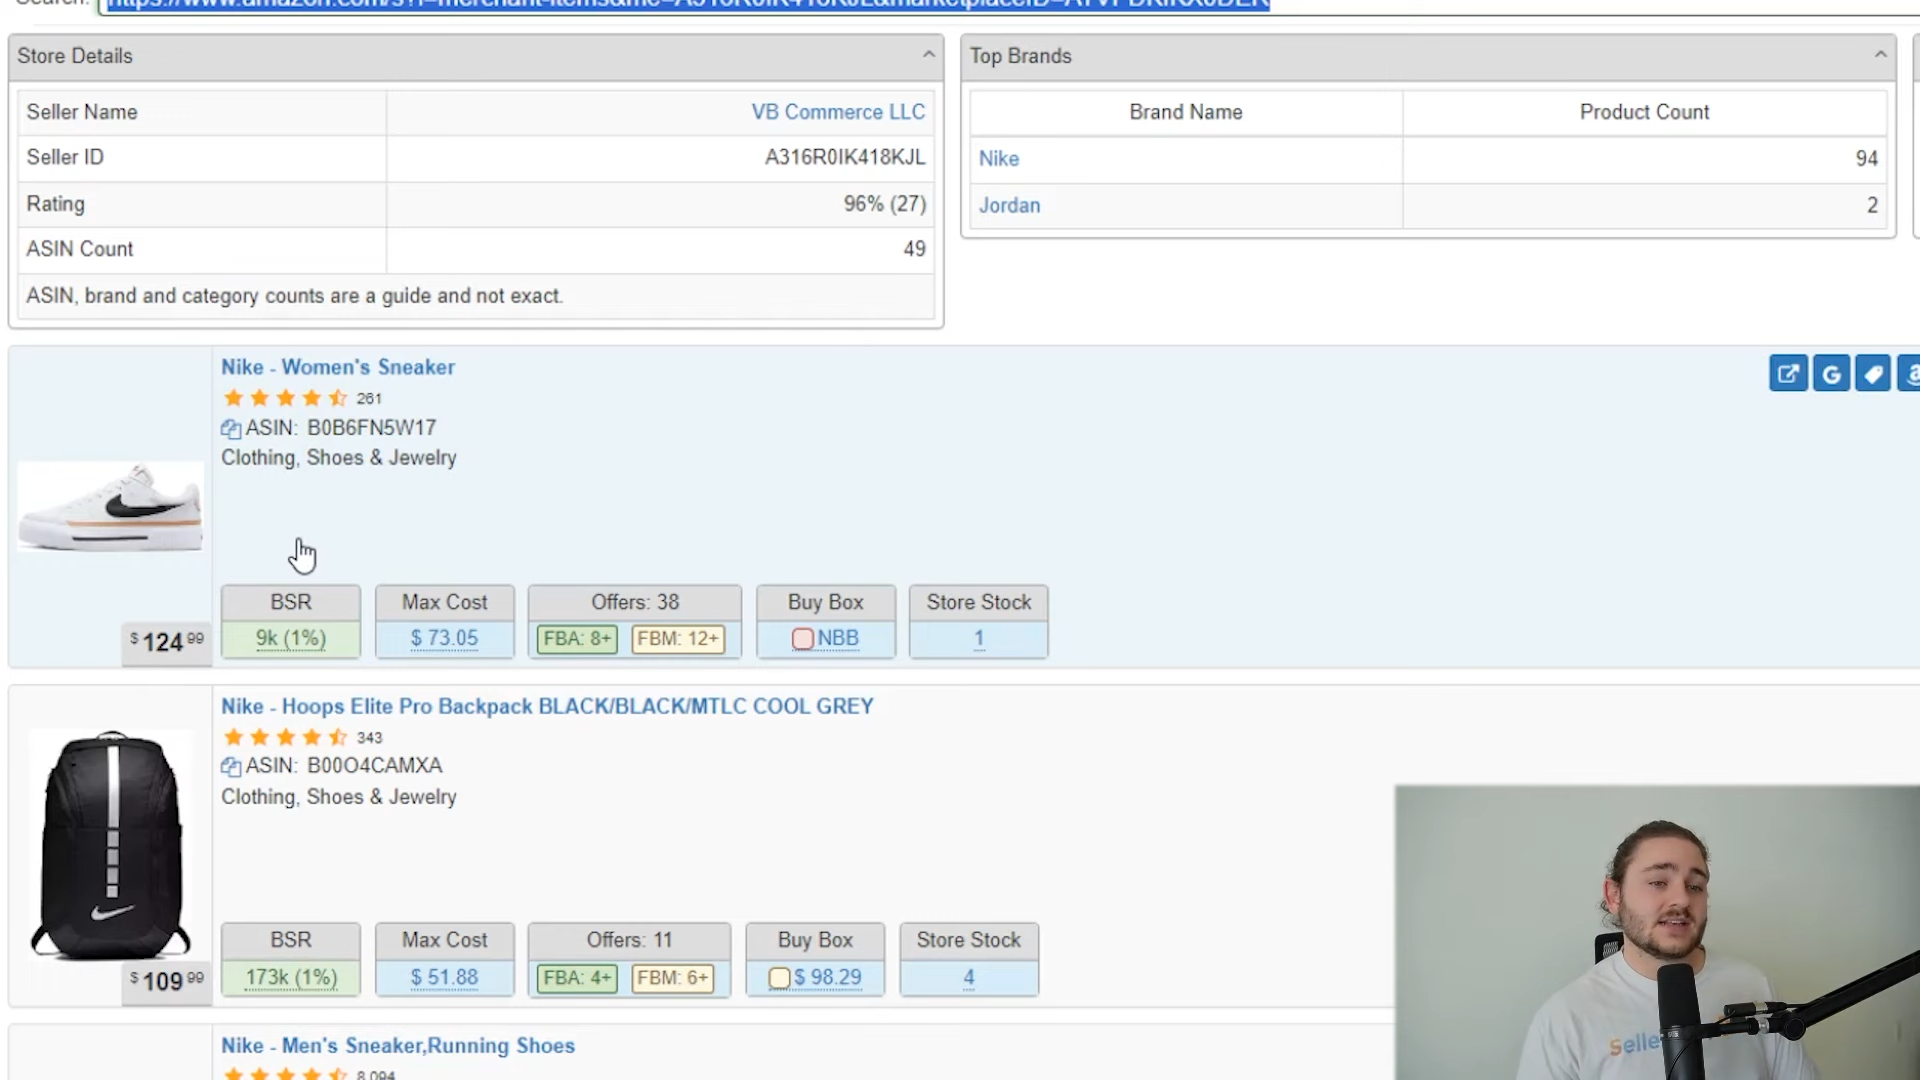 Store Details
Seller Name VB Commerce LLC
Seller ID A316R0IK418KJL
Rating 96% (27)
ASIN Count 49
ASIN, brand and category counts are a guide and not exact.
Top Brands
Brand Name Product Count
Nike 94
Jordan 2
Nike - Women's Sneaker
261
ASIN: B0B6FN5W17
Clothing, Shoes & Jewelry
$ 124 99
BSR Max Cost Offers: 38 Buy Box Store Stock
9k (1%) $ 73.05 FBA: 8+ FBM: 12+ NBB 1
Nike - Hoops Elite Pro Backpack BLACK/BLACK/MTLC COOL GREY
343
ASIN: B00O4CAMXA
Clothing, Shoes & Jewelry
$ 109 99
BSR Max Cost Offers: 11 Buy Box Store Stock
173k (1%) $ 51.88 FBA: 4+ FBM: 6+ $ 98.29 4
Nike - Men's Sneaker,Running Shoes
8,094
Selle